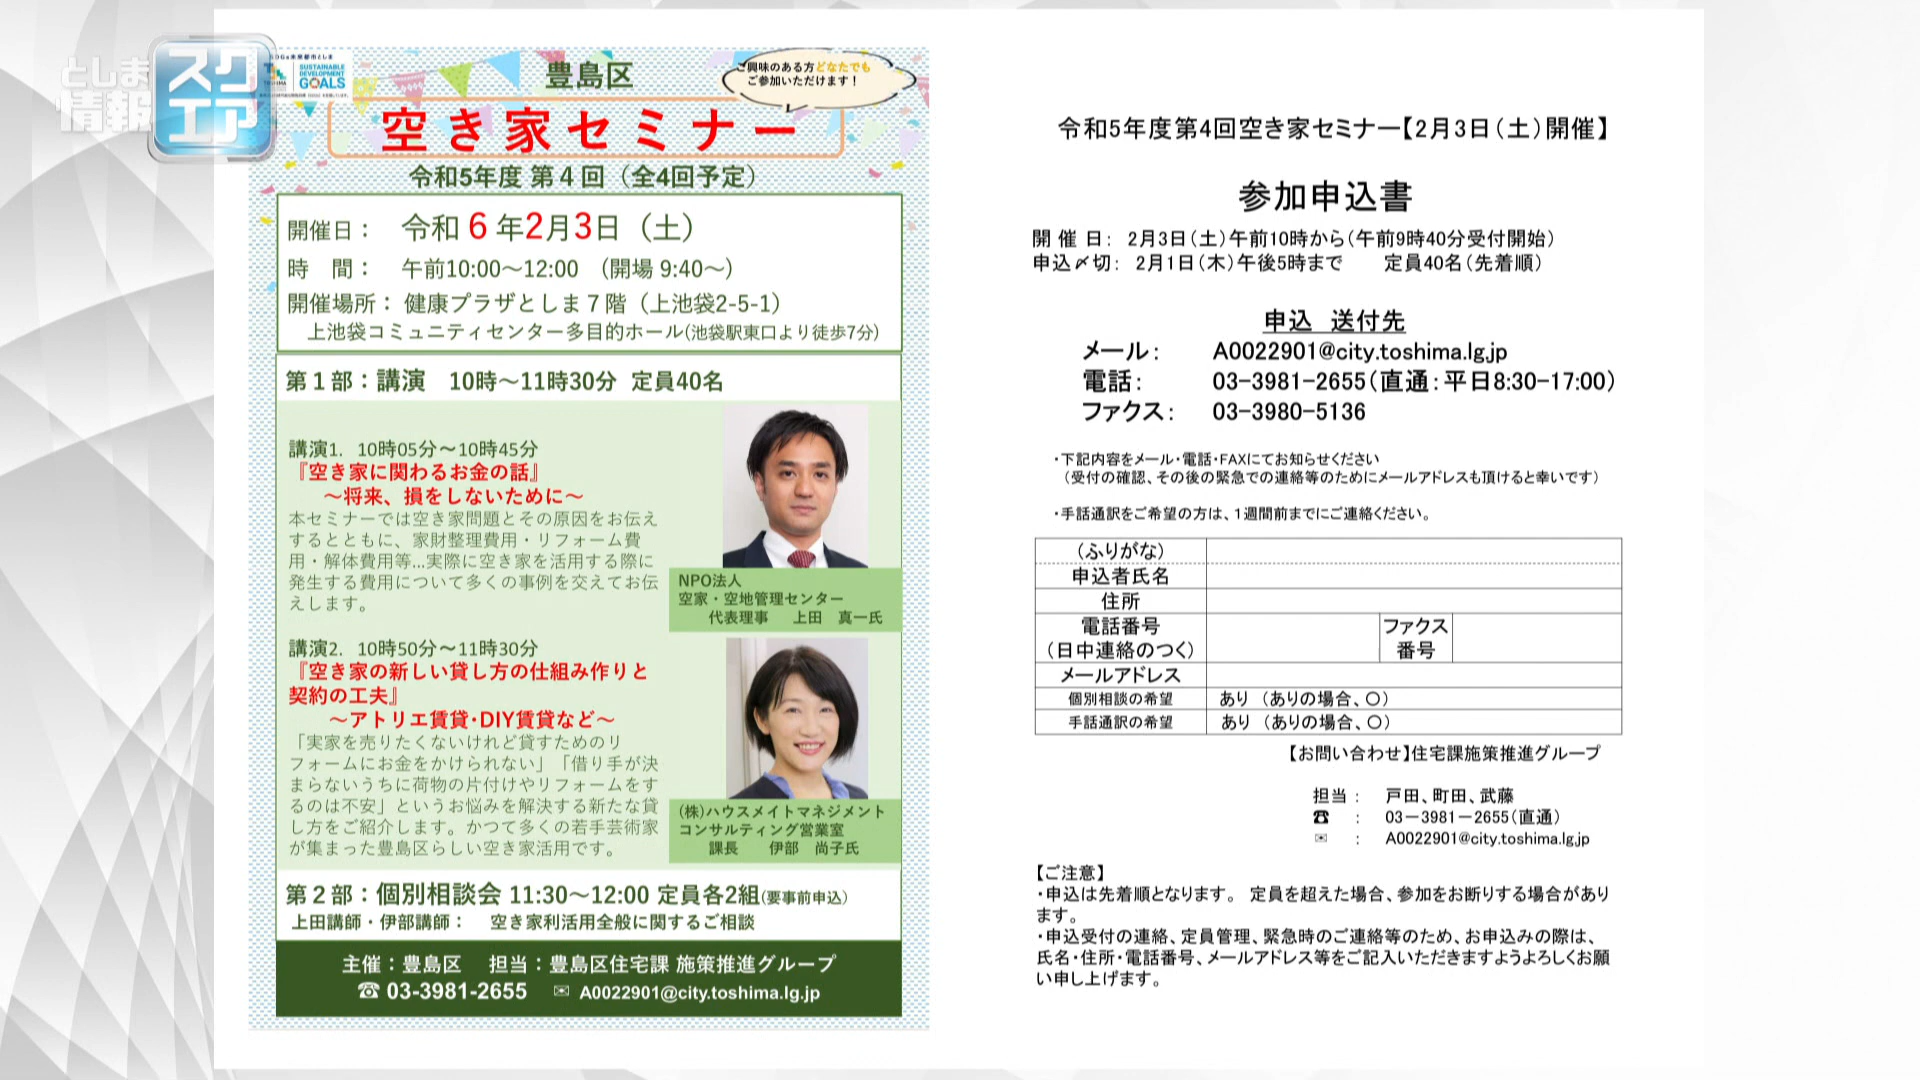 としま
情報
スク
エア
SDGs未来都市としま
SUSTAINABLE
DEVELOPMENT
GOALS
豊島区
ご興味のある方どなたでも
ご参加いただけます！
空き家セミナー
令和5年度 第４回（全4回予定）
開催日： 令和６年2月3日（土）
時　間： 午前10:00～12:00 （開場 9:40～）
開催場所： 健康プラザとしま７階（上池袋2-5-1）
上池袋コミュニティセンター多目的ホール(池袋駅東口より徒歩7分)
第１部：講演　10時～11時30分 定員40名
講演1. 10時05分～10時45分
『空き家に関わるお金の話』
～将来、損をしないために～
本セミナーでは空き家問題とその原因をお伝え
するとともに、家財整理費用・リフォーム費
用・解体費用等...実際に空き家を活用する際に
発生する費用について多くの事例を交えてお伝
えします。
NPO法人
空家・空地管理センター
代表理事　上田　真一氏
講演2. 10時50分～11時30分
『空き家の新しい貸し方の仕組み作りと
契約の工夫』
～アトリエ賃貸・DIY賃貸など～
「実家を売りたくないけれど貸すためのリ
フォームにお金をかけられない」「借り手が決
まらないうちに荷物の片付けやリフォームをす
るのは不安」というお悩みを解決する新たな貸
し方をご紹介します。かつて多くの若手芸術家
が集まった豊島区らしい空き家活用です。
(株)ハウスメイトマネジメント
コンサルティング営業室
課長　伊部　尚子氏
第２部：個別相談会 11:30～12:00 定員各2組(要事前申込)
上田講師・伊部講師：　空き家利活用全般に関するご相談
主催：豊島区　担当：豊島区住宅課 施策推進グループ
☎ 03-3981-2655　✉ A0022901@city.toshima.lg.jp
令和5年度第4回空き家セミナー【2月3日（土）開催】
参加申込書
開 催 日： 2月3日（土）午前10時から（午前9時40分受付開始）
申込〆切： 2月1日（木）午後5時まで　定員40名（先着順）
申込　送付先
メール： A0022901@city.toshima.lg.jp
電話： 03-3981-2655（直通：平日8:30-17:00）
ファクス： 03-3980-5136
・下記内容をメール・電話・FAXにてお知らせください
（受付の確認、その後の緊急での連絡等のためにメールアドレスも頂けると幸いです）
・手話通訳をご希望の方は、１週間前までにご連絡ください。
（ふりがな）
申込者氏名
住所
電話番号
（日中連絡のつく）
ファクス
番号
メールアドレス
個別相談の希望 あり （ありの場合、〇）
手話通訳の希望 あり （ありの場合、〇）
【お問い合わせ】住宅課施策推進グループ
担当： 戸田、町田、武藤
☎ ： 03－3981－2655（直通）
✉ ： A0022901@city.toshima.lg.jp
【ご注意】
・申込は先着順となります。 定員を超えた場合、参加をお断りする場合があり
ます。
・申込受付の連絡、定員管理、緊急時のご連絡等のため、お申込みの際は、
氏名・住所・電話番号、メールアドレス等をご記入いただきますようよろしくお願
い申し上げます。